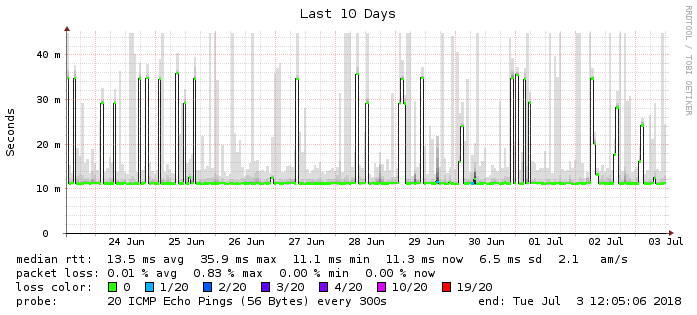 Last 10 Days
RRDTOOL / TOBI OETIKER
Seconds
40 m
30 m
20 m
10 m
0
24 Jun 25 Jun 26 Jun 27 Jun 28 Jun 29 Jun 30 Jun 01 Jul 02 Jul 03 Jul
median rtt: 13.5 ms avg 35.9 ms max 11.1 ms min 11.3 ms now 6.5 ms sd 2.1 am/s
packet loss: 0.01 % avg 0.83 % max 0.00 % min 0.00 % now
loss color: 0 1/20 2/20 3/20 4/20 10/20 19/20
probe: 20 ICMP Echo Pings (56 Bytes) every 300s end: Tue Jul 3 12:05:06 2018